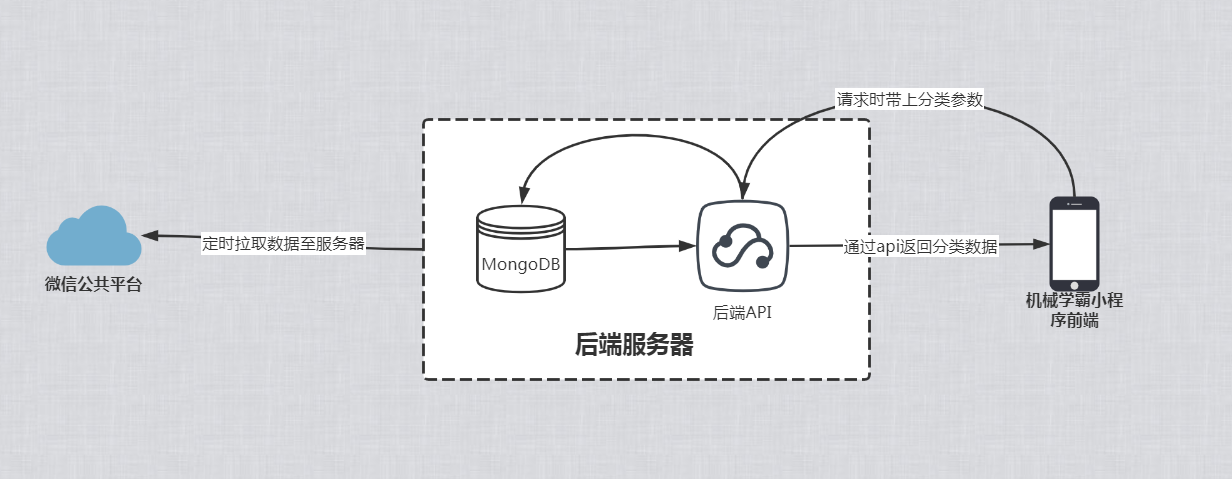 请求时带上分类参数
定时拉取数据至服务器
通过api返回分类数据
MongoDB
微信公共平台
后端API
机械学霸小程
序前端
后端服务器